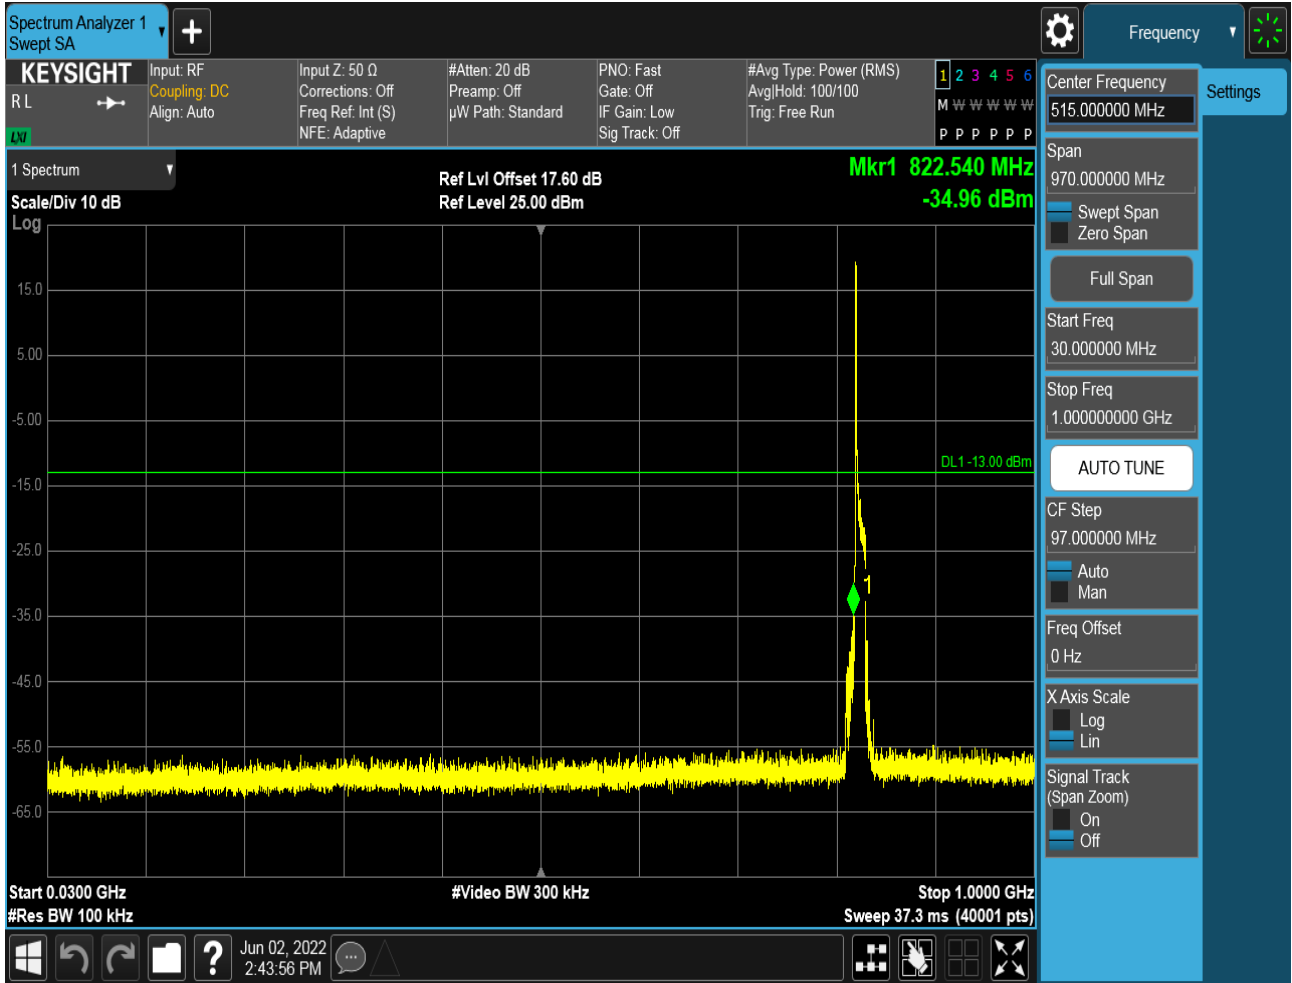 Spectrum Analyzer 1
Swept SA
+
Frequency
KEYSIGHT
R L
LXI
Input: RF
Coupling: DC
Align: Auto
Input Z: 50 Ω
Corrections: Off
Freq Ref: Int (S)
NFE: Adaptive
#Atten: 20 dB
Preamp: Off
µW Path: Standard
PNO: Fast
Gate: Off
IF Gain: Low
Sig Track: Off
#Avg Type: Power (RMS)
Avg|Hold: 100/100
Trig: Free Run
1 2 3 4 5 6
M W W W W W
P P P P P P
1 Spectrum
Scale/Div 10 dB
Log
Ref Lvl Offset 17.60 dB
Ref Level 25.00 dBm
Mkr1 822.540 MHz
-34.96 dBm
15.0
5.00
-5.00
-15.0
-25.0
-35.0
-45.0
-55.0
-65.0
DL1 -13.00 dBm
1
Start 0.0300 GHz
#Res BW 100 kHz
#Video BW 300 kHz
Stop 1.0000 GHz
Sweep 37.3 ms (40001 pts)
Center Frequency
515.000000 MHz
Settings
Span
970.000000 MHz
Swept Span
Zero Span
Full Span
Start Freq
30.000000 MHz
Stop Freq
1.000000000 GHz
AUTO TUNE
CF Step
97.000000 MHz
Auto
Man
Freq Offset
0 Hz
X Axis Scale
Log
Lin
Signal Track
(Span Zoom)
On
Off
?
Jun 02, 2022
2:43:56 PM